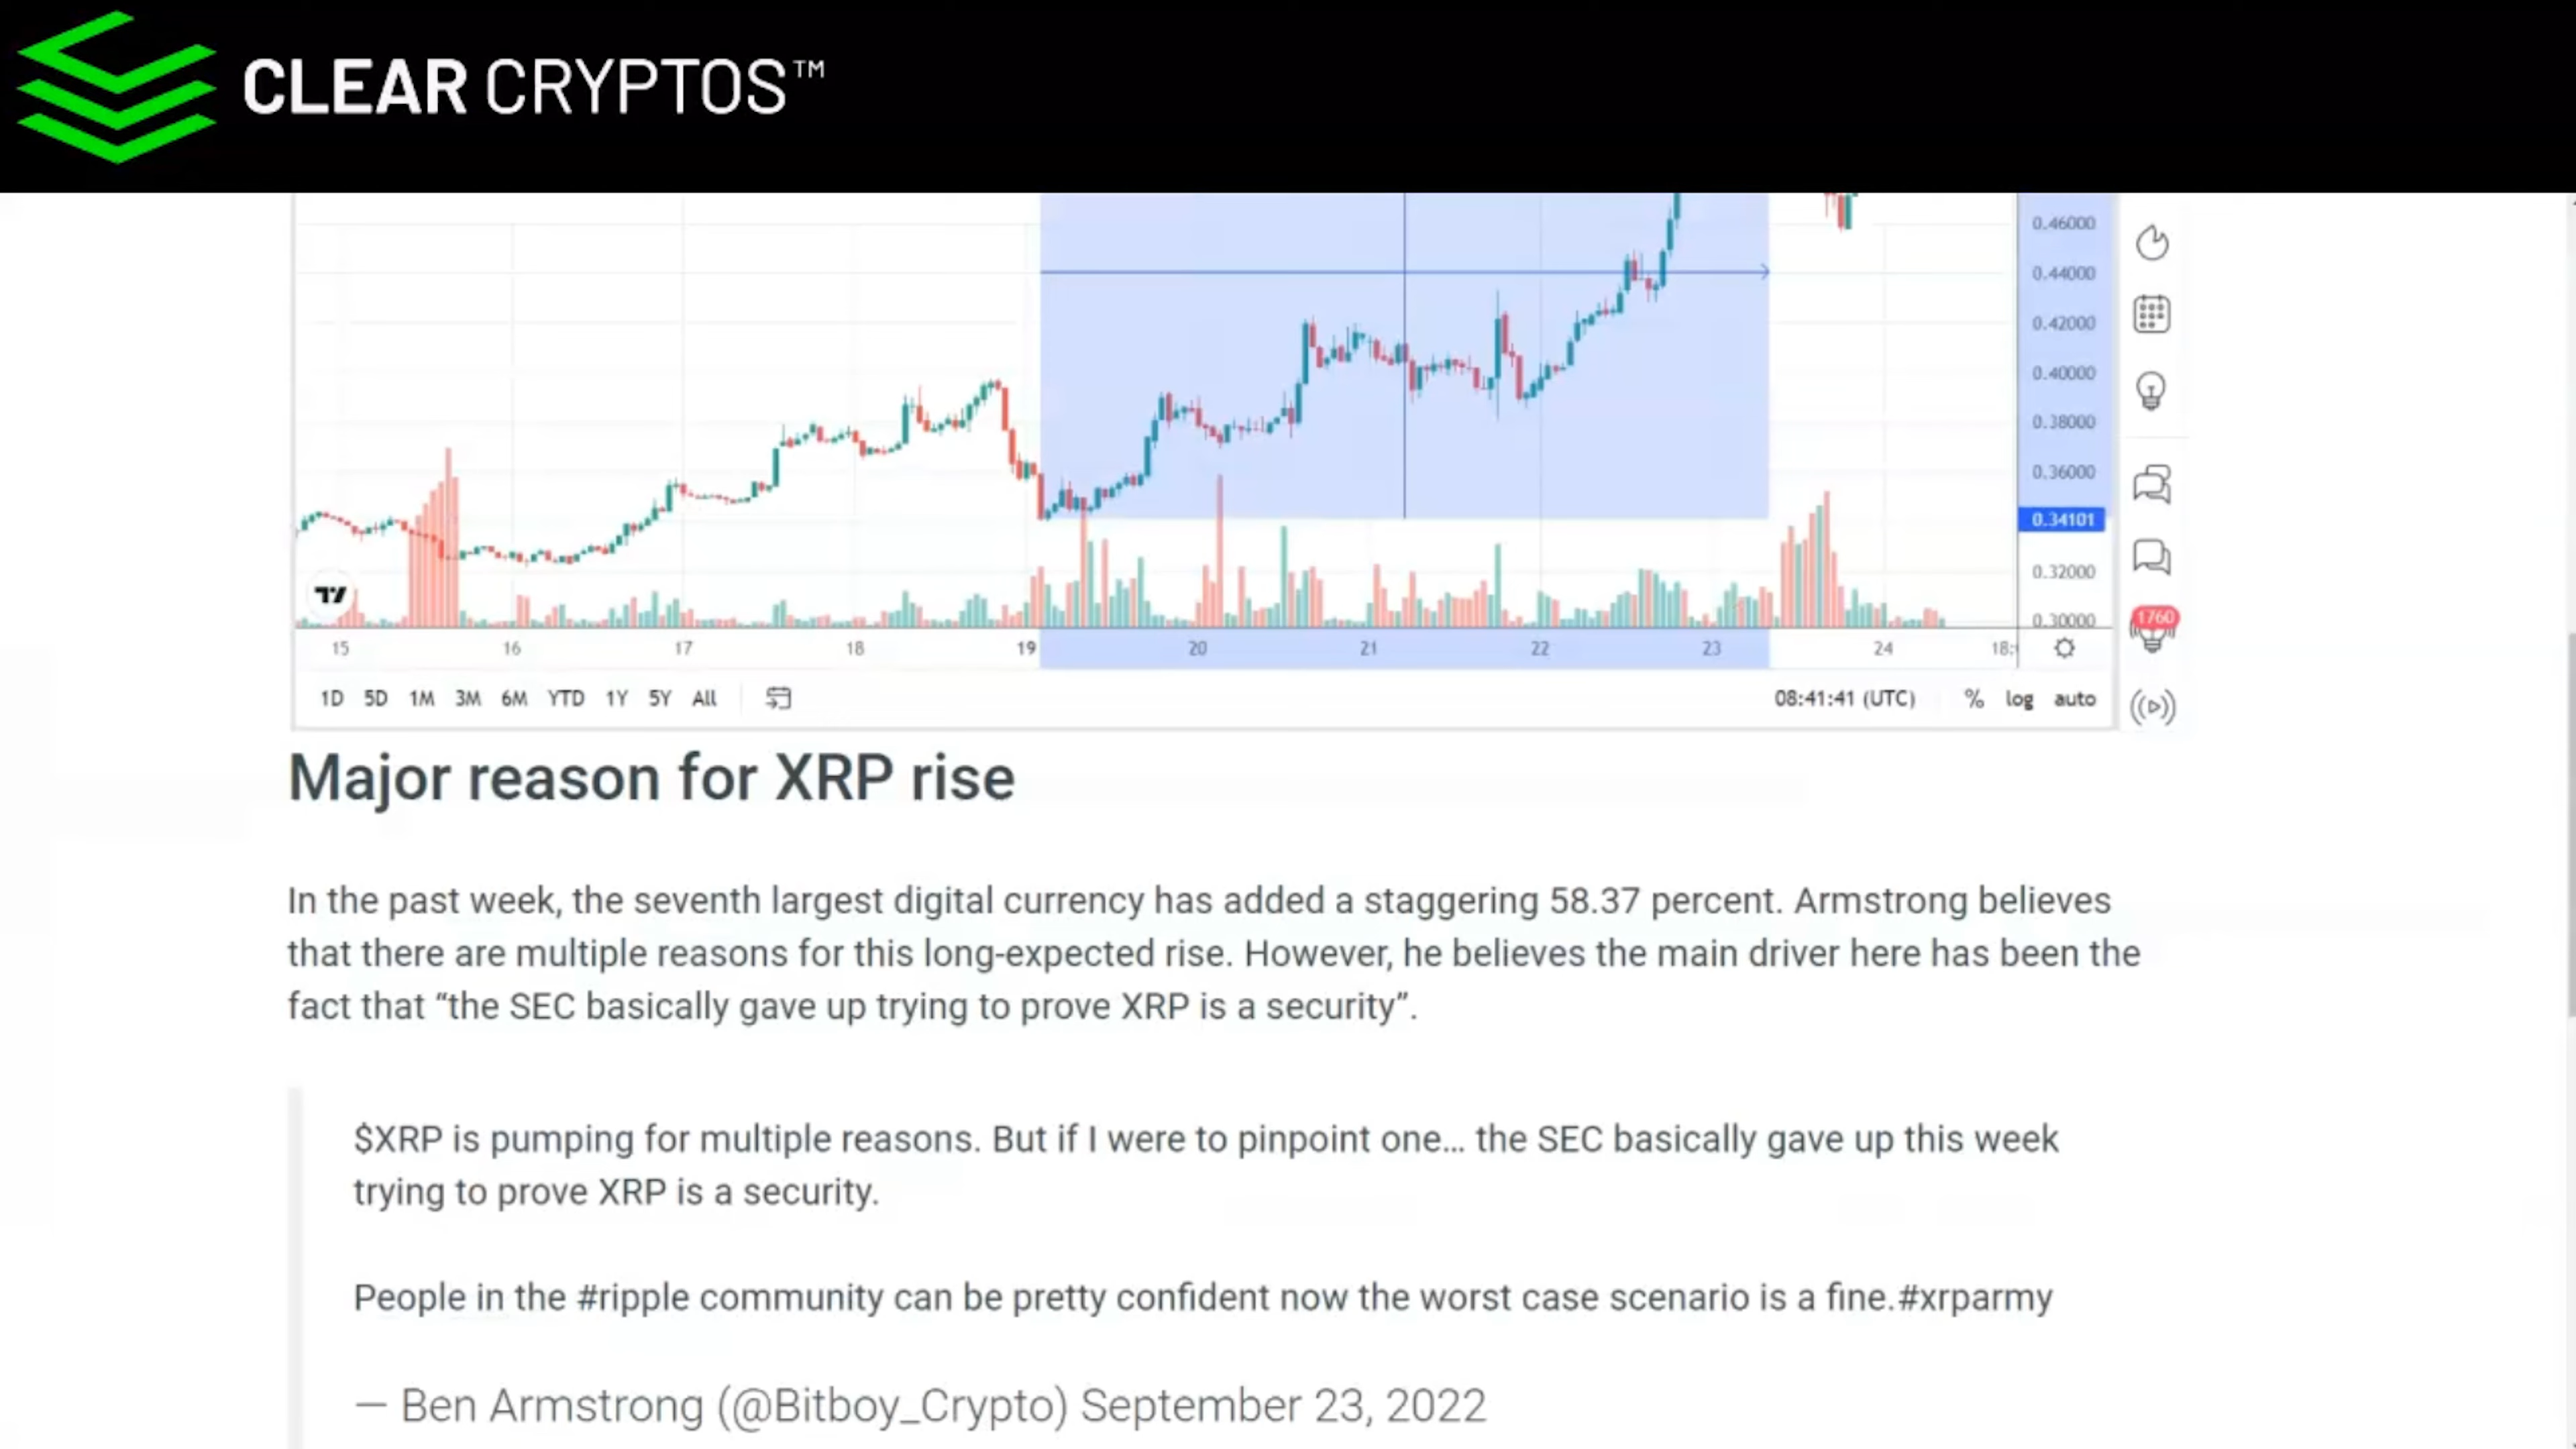 CLEAR CRYPTOS™
0.46000
0.44000
0.42000
0.40000
0.38000
0.36000
0.34101
0.32000
0.30000
1760
15 16 17 18 19 20 21 22 23 24 18:
1D 5D 1M 3M 6M YTD 1Y 5Y All 08:41:41 (UTC) % log auto
Major reason for XRP rise
In the past week, the seventh largest digital currency has added a staggering 58.37 percent. Armstrong believes
that there are multiple reasons for this long-expected rise. However, he believes the main driver here has been the
fact that “the SEC basically gave up trying to prove XRP is a security”.
$XRP is pumping for multiple reasons. But if I were to pinpoint one… the SEC basically gave up this week
trying to prove XRP is a security.
People in the #ripple community can be pretty confident now the worst case scenario is a fine.#xrparmy
— Ben Armstrong (@Bitboy_Crypto) September 23, 2022